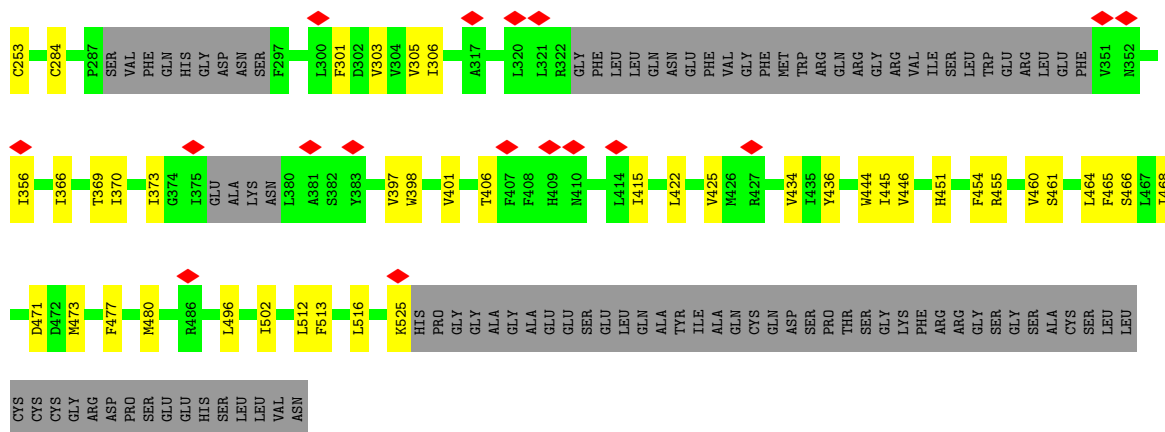 C253 C284 P287 SER VAL PHE GLN HIS GLY ASP ASN SER F297 L300 F301 D302 V303 V304 V305 I306 A317 L320 L321 R322 GLY PHE LEU LEU GLN ASN GLU PHE VAL GLY PHE MET TRP ARG GLN ARG GLY ARG VAL ILE SER LEU TRP GLU ARG LEU GLU PHE V351 N352
I356 I366 T369 I370 I373 G374 I375 GLU ALA LYS ASN L380 A381 S382 Y383 V397 W398 V401 T406 F407 F408 H409 N410 L414 I415 L422 V425 M426 R427 V434 I435 Y436 W444 I445 V446 H451 F454 R455 V460 S461 L464 F465 S466 L467 I468
D471 D472 M473 F477 M480 R486 L496 I502 L512 F513 L516 K525 HIS PRO GLY GLY ALA GLY ALA GLU GLU SER GLU LEU GLN ALA TYR ILE ALA GLN CYS GLN ASP SER PRO THR SER GLY LYS PHE ARG ARG GLY SER GLY SER ALA CYS SER LEU LEU
CYS CYS CYS GLY ARG ASP PRO SER GLU GLU HIS SER LEU LEU VAL ASN